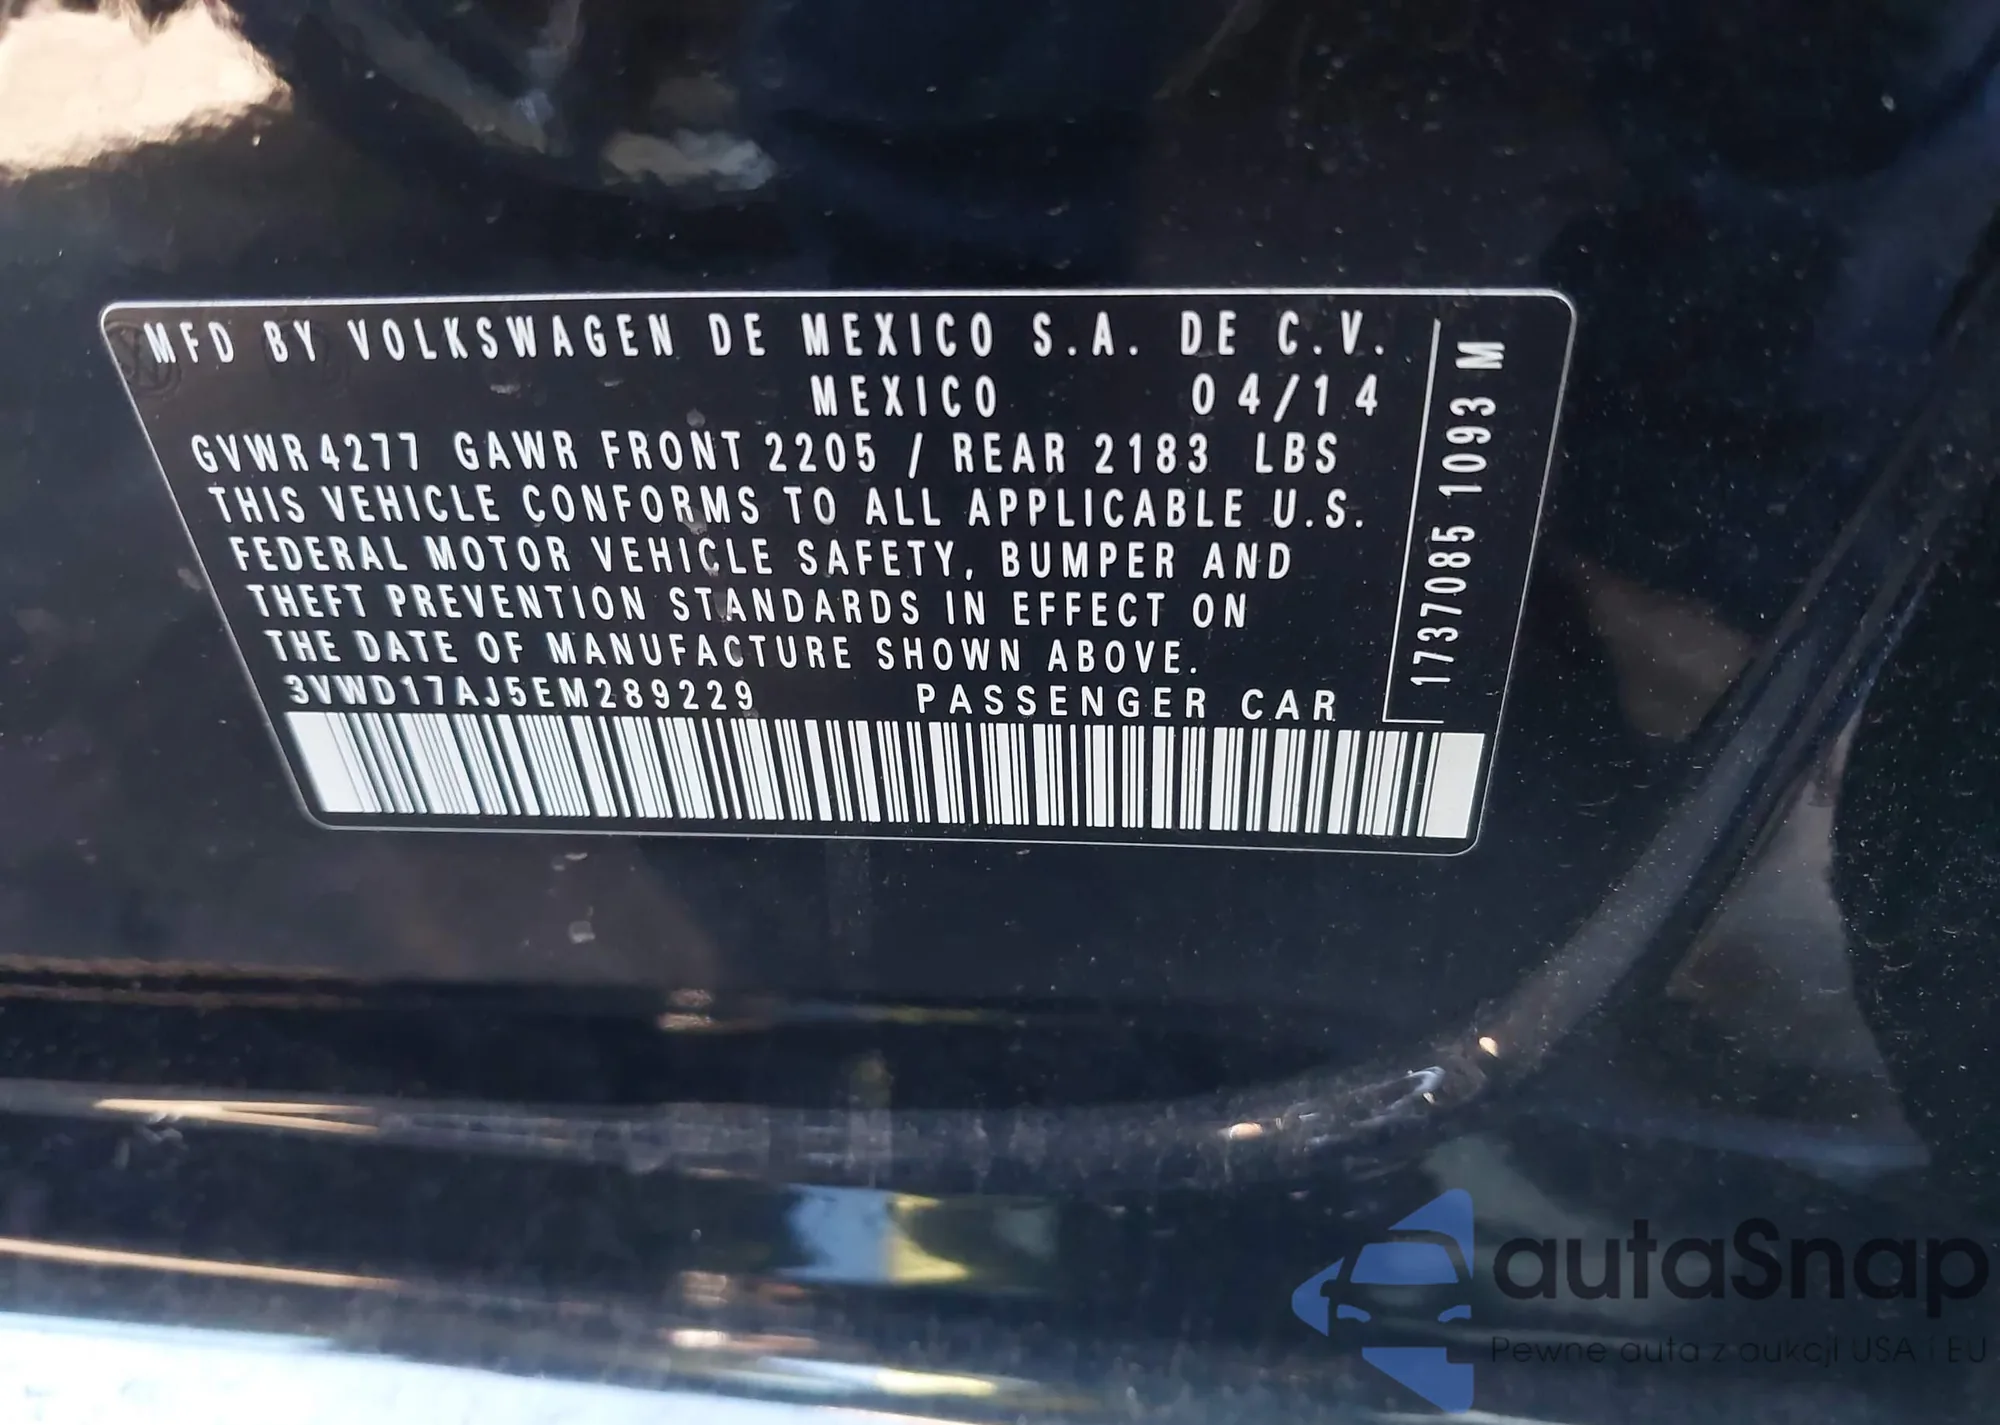 MFD BY VOLKSWAGEN DE MEXICO S.A. DE C.V.
MEXICO 04/14
GVWR 4277 GAWR FRONT 2205 / REAR 2183 LBS
THIS VEHICLE CONFORMS TO ALL APPLICABLE U.S.
FEDERAL MOTOR VEHICLE SAFETY, BUMPER AND
THEFT PREVENTION STANDARDS IN EFFECT ON
THE DATE OF MANUFACTURE SHOWN ABOVE.
3VWD17AJ5EM289229 PASSENGER CAR
1737085 1093 M
autaSnap
Pewne auta z aukcji USA i EU